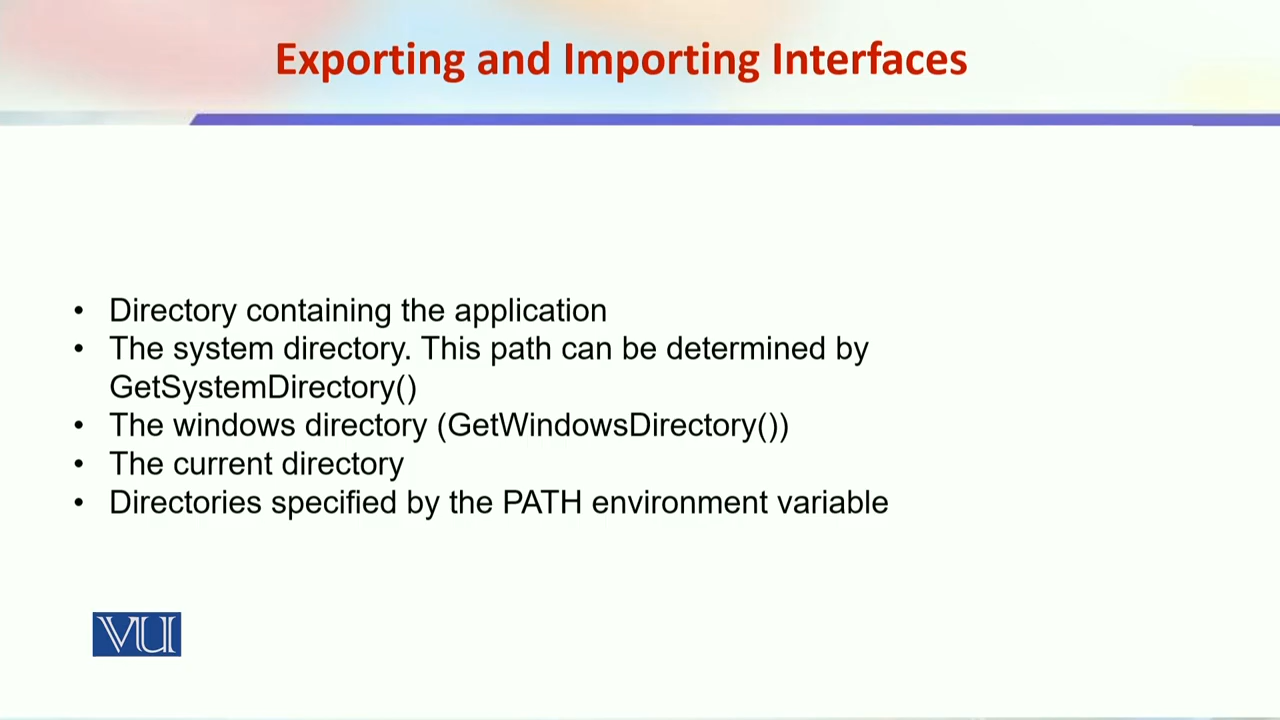 Exporting and Importing Interfaces
• Directory containing the application
• The system directory. This path can be determined by
GetSystemDirectory()
• The windows directory (GetWindowsDirectory())
• The current directory
• Directories specified by the PATH environment variable
VU